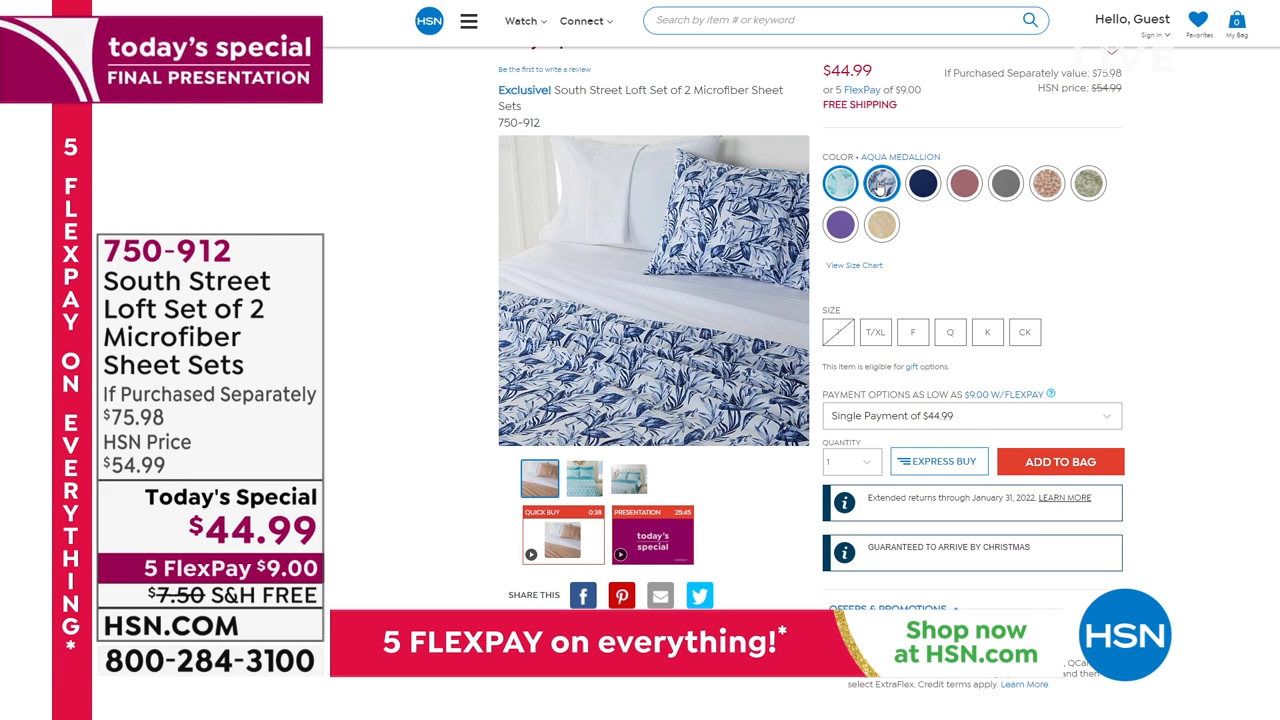 today's special
FINAL PRESENTATION
5 FLEXPAY ON EVERYTHING*
750-912
South Street
Loft Set of 2
Microfiber
Sheet Sets
If Purchased Separately
$75.98
HSN Price
$54.99
Today's Special
$44.99
5 FlexPay $9.00
$7.50 S&H FREE
HSN.COM
800-284-3100
HSN
Watch
Connect
Search by item # or keyword
Hello, Guest
Sign in
Favorites
0
My Bag
LIVE
Be the first to write a review
Exclusive! South Street Loft Set of 2 Microfiber Sheet
Sets
750-912
$44.99
If Purchased Separately value: $75.98
or 5 FlexPay of $9.00
HSN price: $54.99
FREE SHIPPING
COLOR • AQUA MEDALLION
View Size Chart
SIZE
T/XL
F
Q
K
CK
This item is eligible for gift options.
PAYMENT OPTIONS AS LOW AS $9.00 W/FLEXPAY
Single Payment of $44.99
QUANTITY
1
EXPRESS BUY
ADD TO BAG
Extended returns through January 31, 2022. LEARN MORE
GUARANTEED TO ARRIVE BY CHRISTMAS
QUICK BUY 0:38
PRESENTATION 25:45
today's
special
SHARE THIS
OFFERS & PROMOTIONS
5 FLEXPAY on everything!*
Shop now
at HSN.com
HSN
and then
select ExtraFlex. Credit terms apply. Learn More